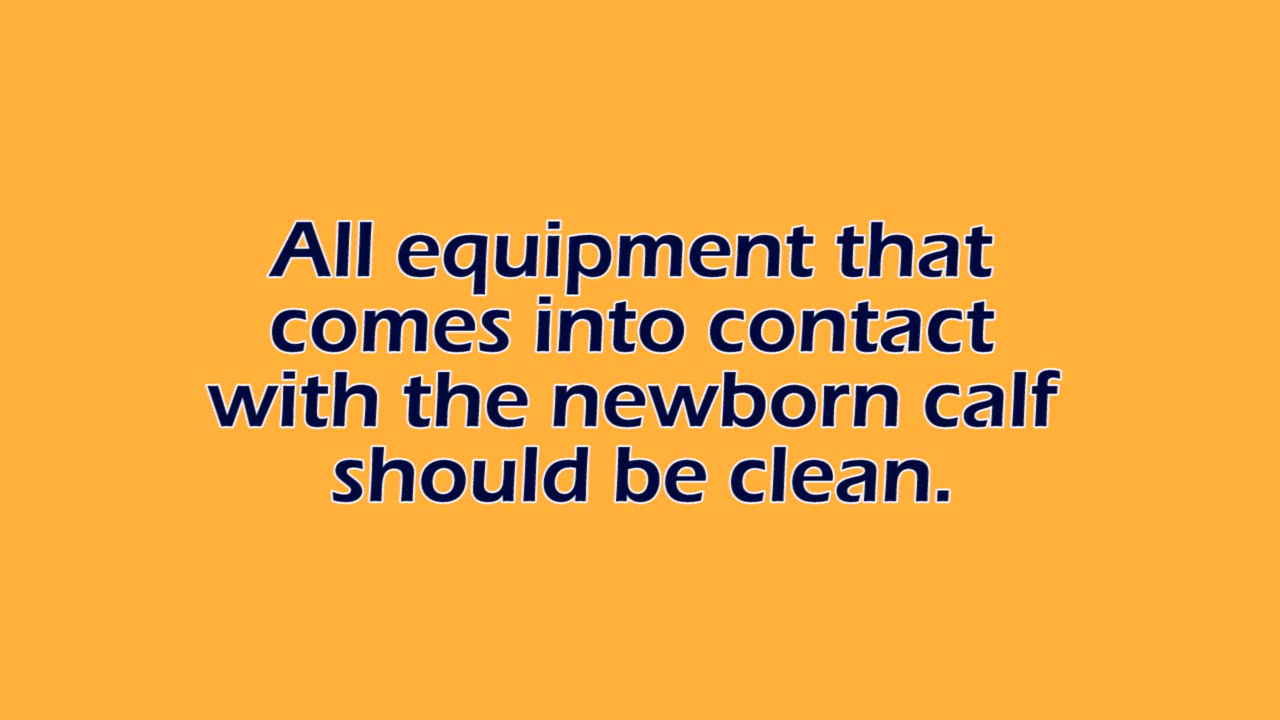 All equipment that
comes into contact
with the newborn calf
should be clean.